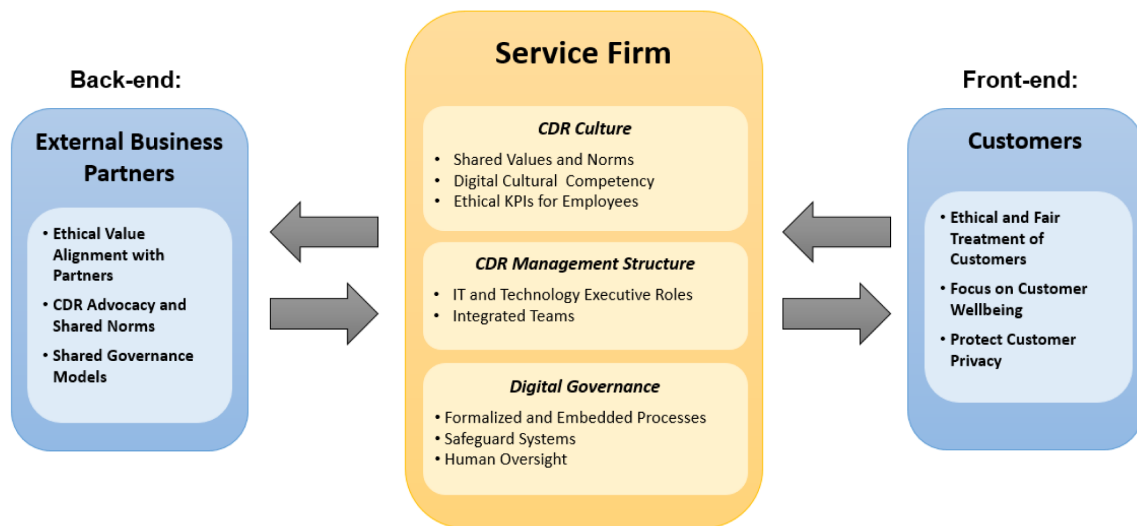 Back-end:
External Business
Partners
• Ethical Value
Alignment with
Partners
• CDR Advocacy and
Shared Norms
• Shared Governance
Models
Service Firm
CDR Culture
• Shared Values and Norms
• Digital Cultural Competency
• Ethical KPIs for Employees
CDR Management Structure
• IT and Technology Executive Roles
• Integrated Teams
Digital Governance
• Formalized and Embedded Processes
• Safeguard Systems
• Human Oversight
Front-end:
Customers
• Ethical and Fair
Treatment of
Customers
• Focus on Customer
Wellbeing
• Protect Customer
Privacy